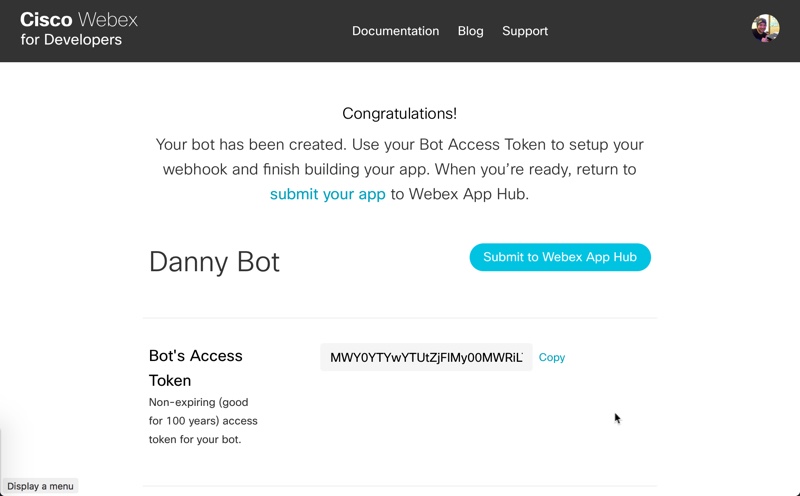 Cisco Webex
for Developers
Documentation Blog Support
Congratulations!
Your bot has been created. Use your Bot Access Token to setup your
webhook and finish building your app. When you're ready, return to
submit your app to Webex App Hub.
Danny Bot
Submit to Webex App Hub
Bot's Access
Token
Non-expiring (good
for 100 years) access
token for your bot.
MWY0YTYwYTUtZjFlMy00MWRiL
Copy
Display a menu